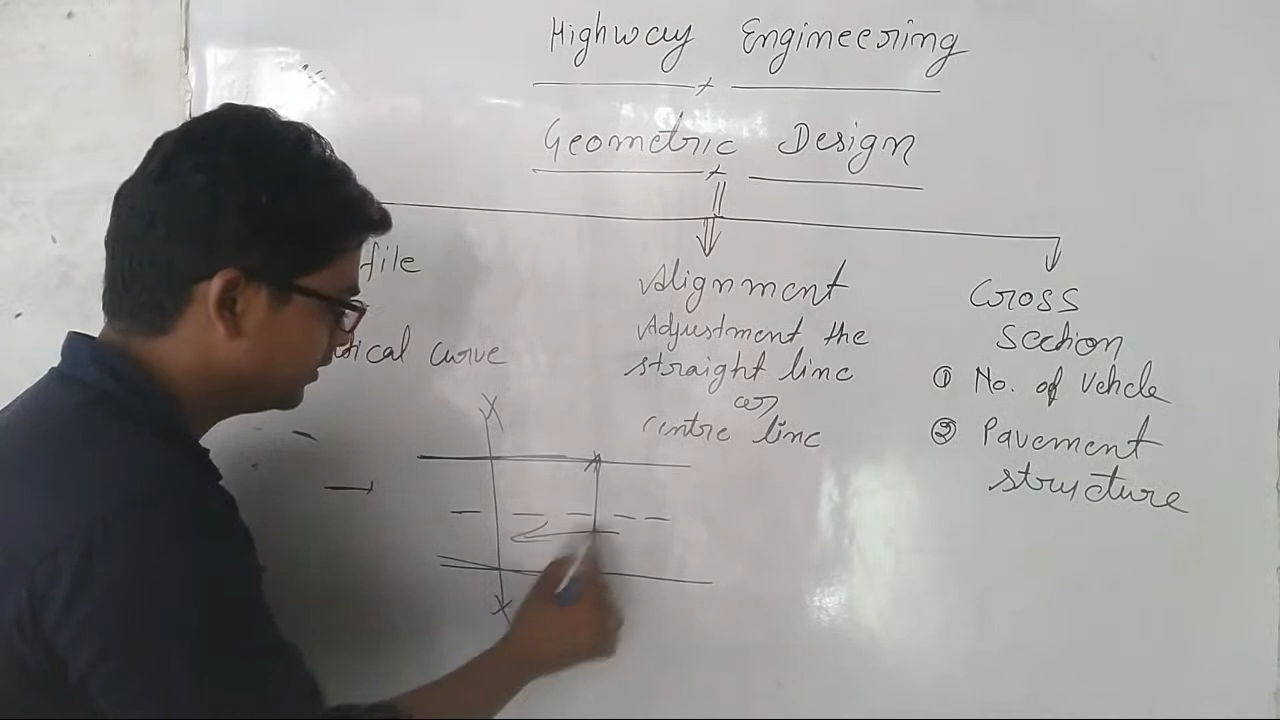 Highway Engineering
Geometric Design
file
tical curve
Alignment
Adjustment the
straight line
or
centre line
Cross
Section
① No. of Vehcle
② Pavement
structure